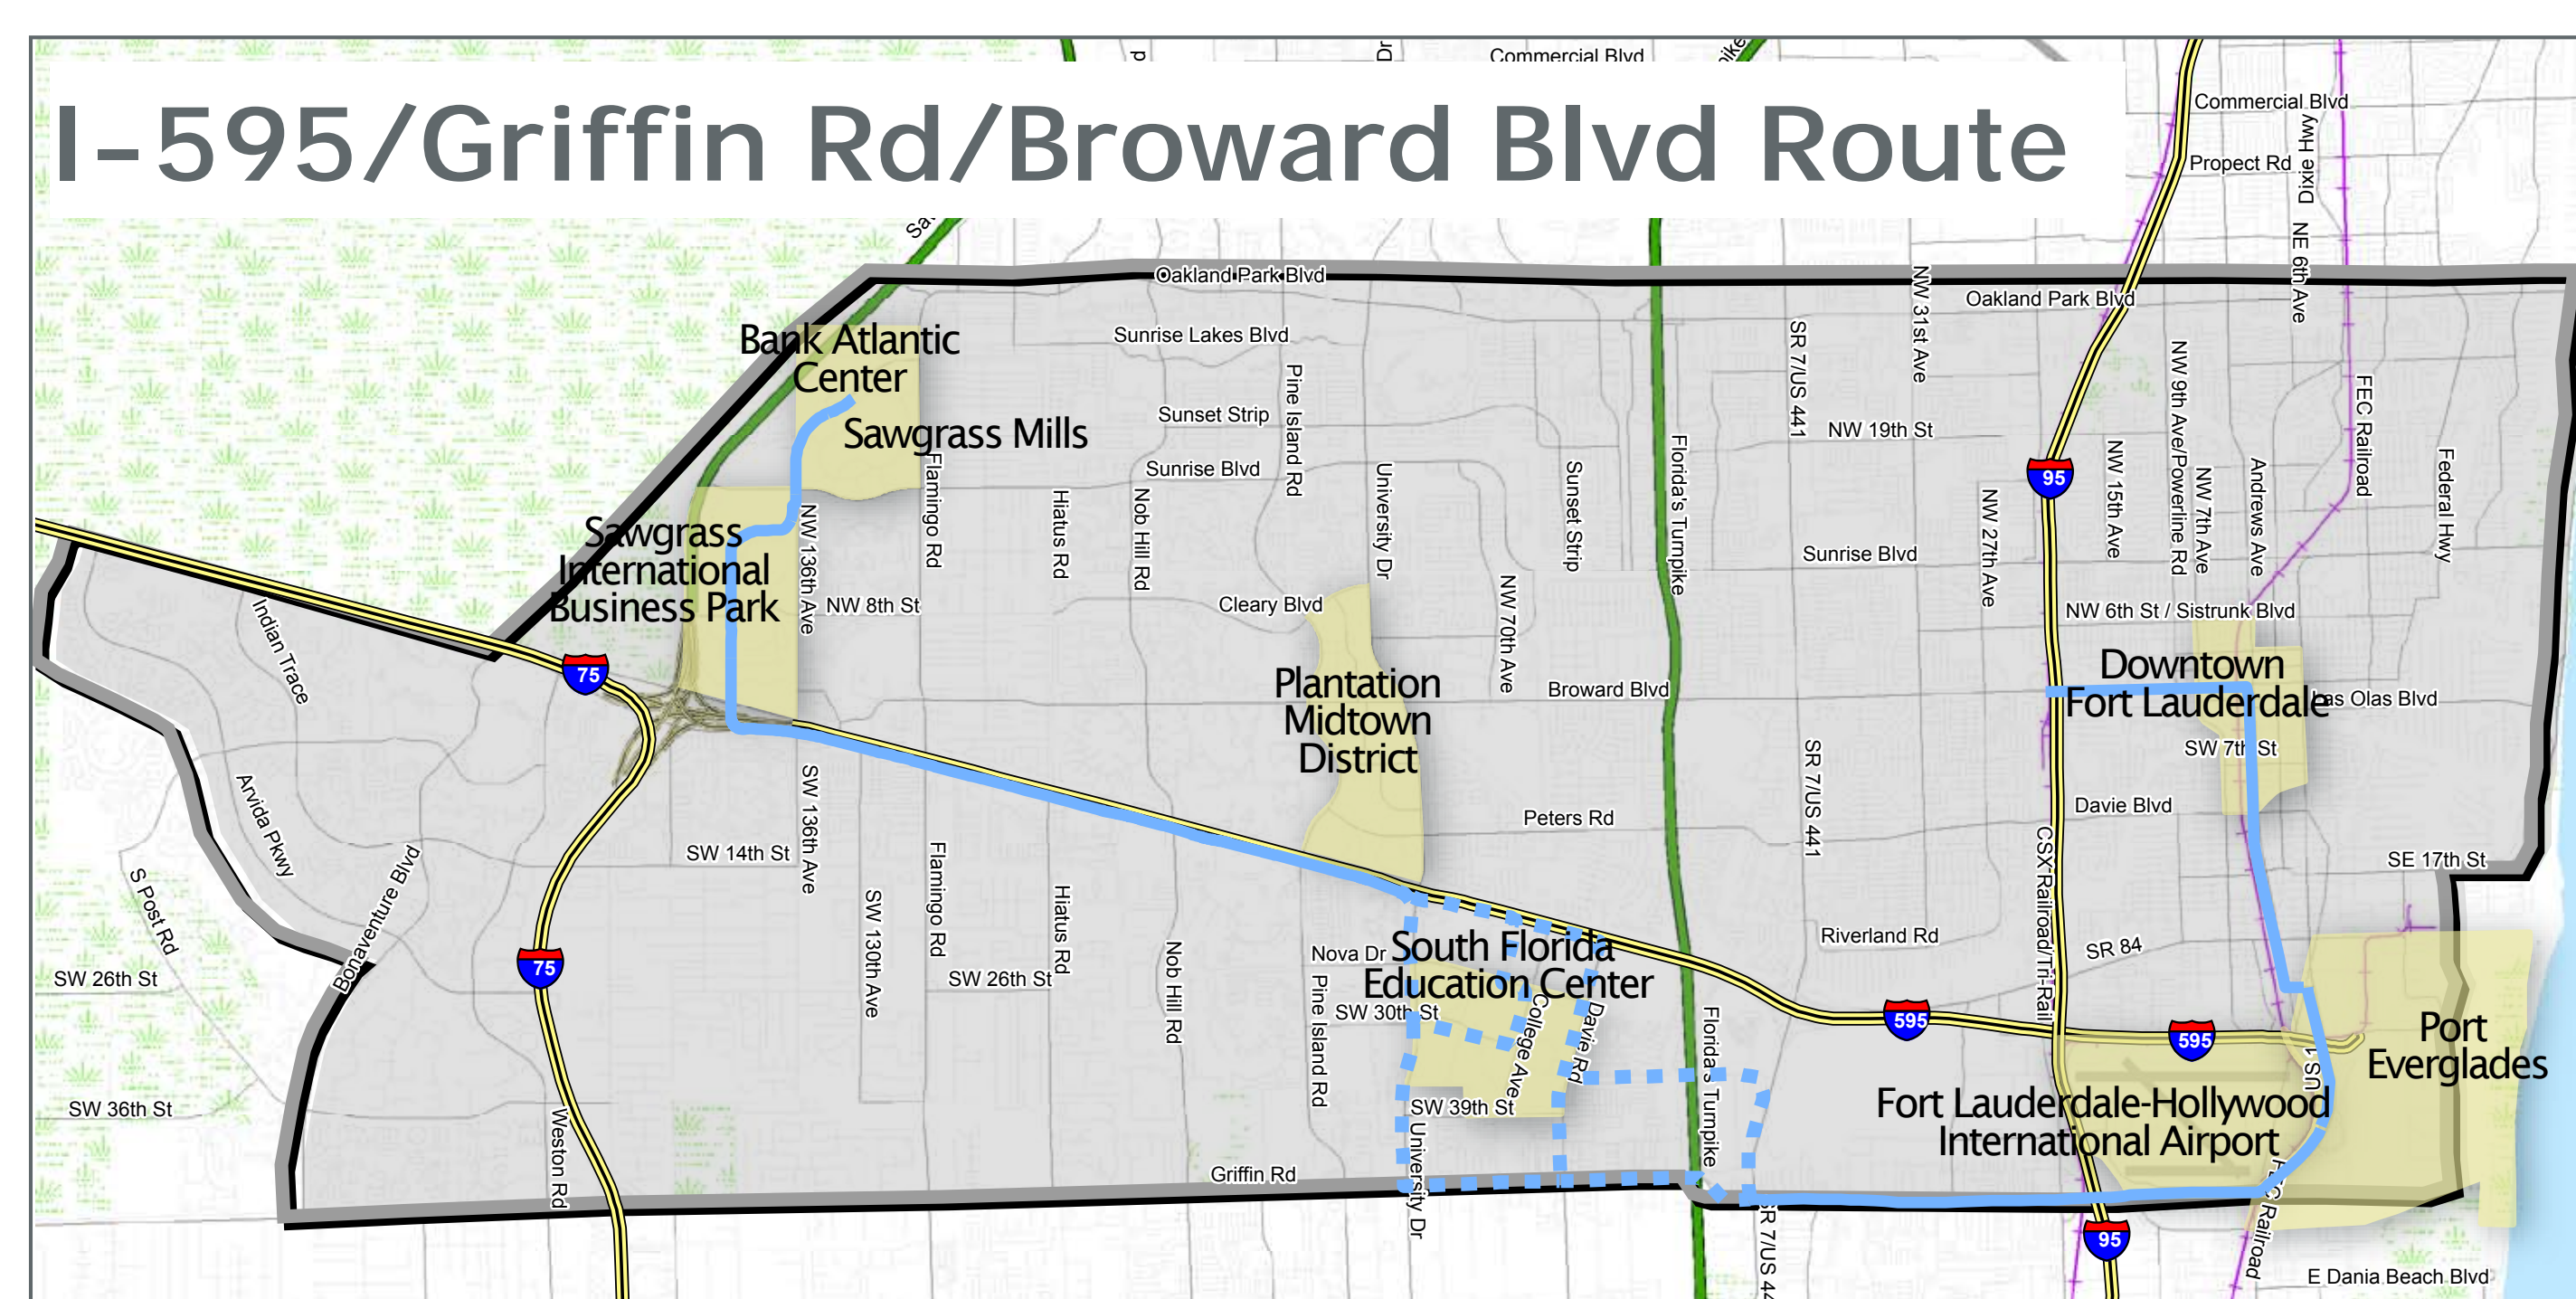 Commercial Blvd
I-595/Griffin Rd/Broward Blvd Route
Commercial Blvd
Propect Rd
Dixie Hwy
NE 6th Ave
Oakland Park Blvd
Oakland Park Blvd
NW 31st Ave
Bank Atlantic
Center
Sawgrass Mills
Sunrise Lakes Blvd
Pine Island Rd
Sunset Strip
Sunrise Blvd
SR 7/US 441
NW 19th St
NW 9th Ave/Powerline Rd
FEC Railroad
95
NW 15th Ave
NW 7th Ave
Andrews Ave
Federal Hwy
Flamingo Rd
Hiatus Rd
Nob Hill Rd
University Dr
Sunset Strip
Florida's Turnpike
NW 27th Ave
Sawgrass
International
Business Park
NW 136th Ave
NW 8th St
Cleary Blvd
NW 70th Ave
Sunrise Blvd
NW 6th St / Sistrunk Blvd
Indian Trace
75
Plantation
Midtown
District
Broward Blvd
Downtown
Fort Lauderdale
Las Olas Blvd
SW 7th St
SR 7/US 441
Davie Blvd
Peters Rd
Arvida Pkwy
SW 136th Ave
SW 14th St
Flamingo Rd
SE 17th St
S Post Rd
Bonaventure Blvd
SW 130th Ave
Hiatus Rd
Nob Hill Rd
CSX Railroad/Tri-Rail
Riverland Rd
SR 84
Nova Dr
South Florida
Education Center
75
SW 26th St
SW 26th St
Pine Island Rd
SW 30th St
College Ave
Davie Rd
Florida's Turnpike
595
595
US 1
Port
Everglades
SW 36th St
SW 39th St
Fort Lauderdale-Hollywood
International Airport
Weston Rd
Griffin Rd
University Dr
FEC Railroad
95
E Dania Beach Blvd